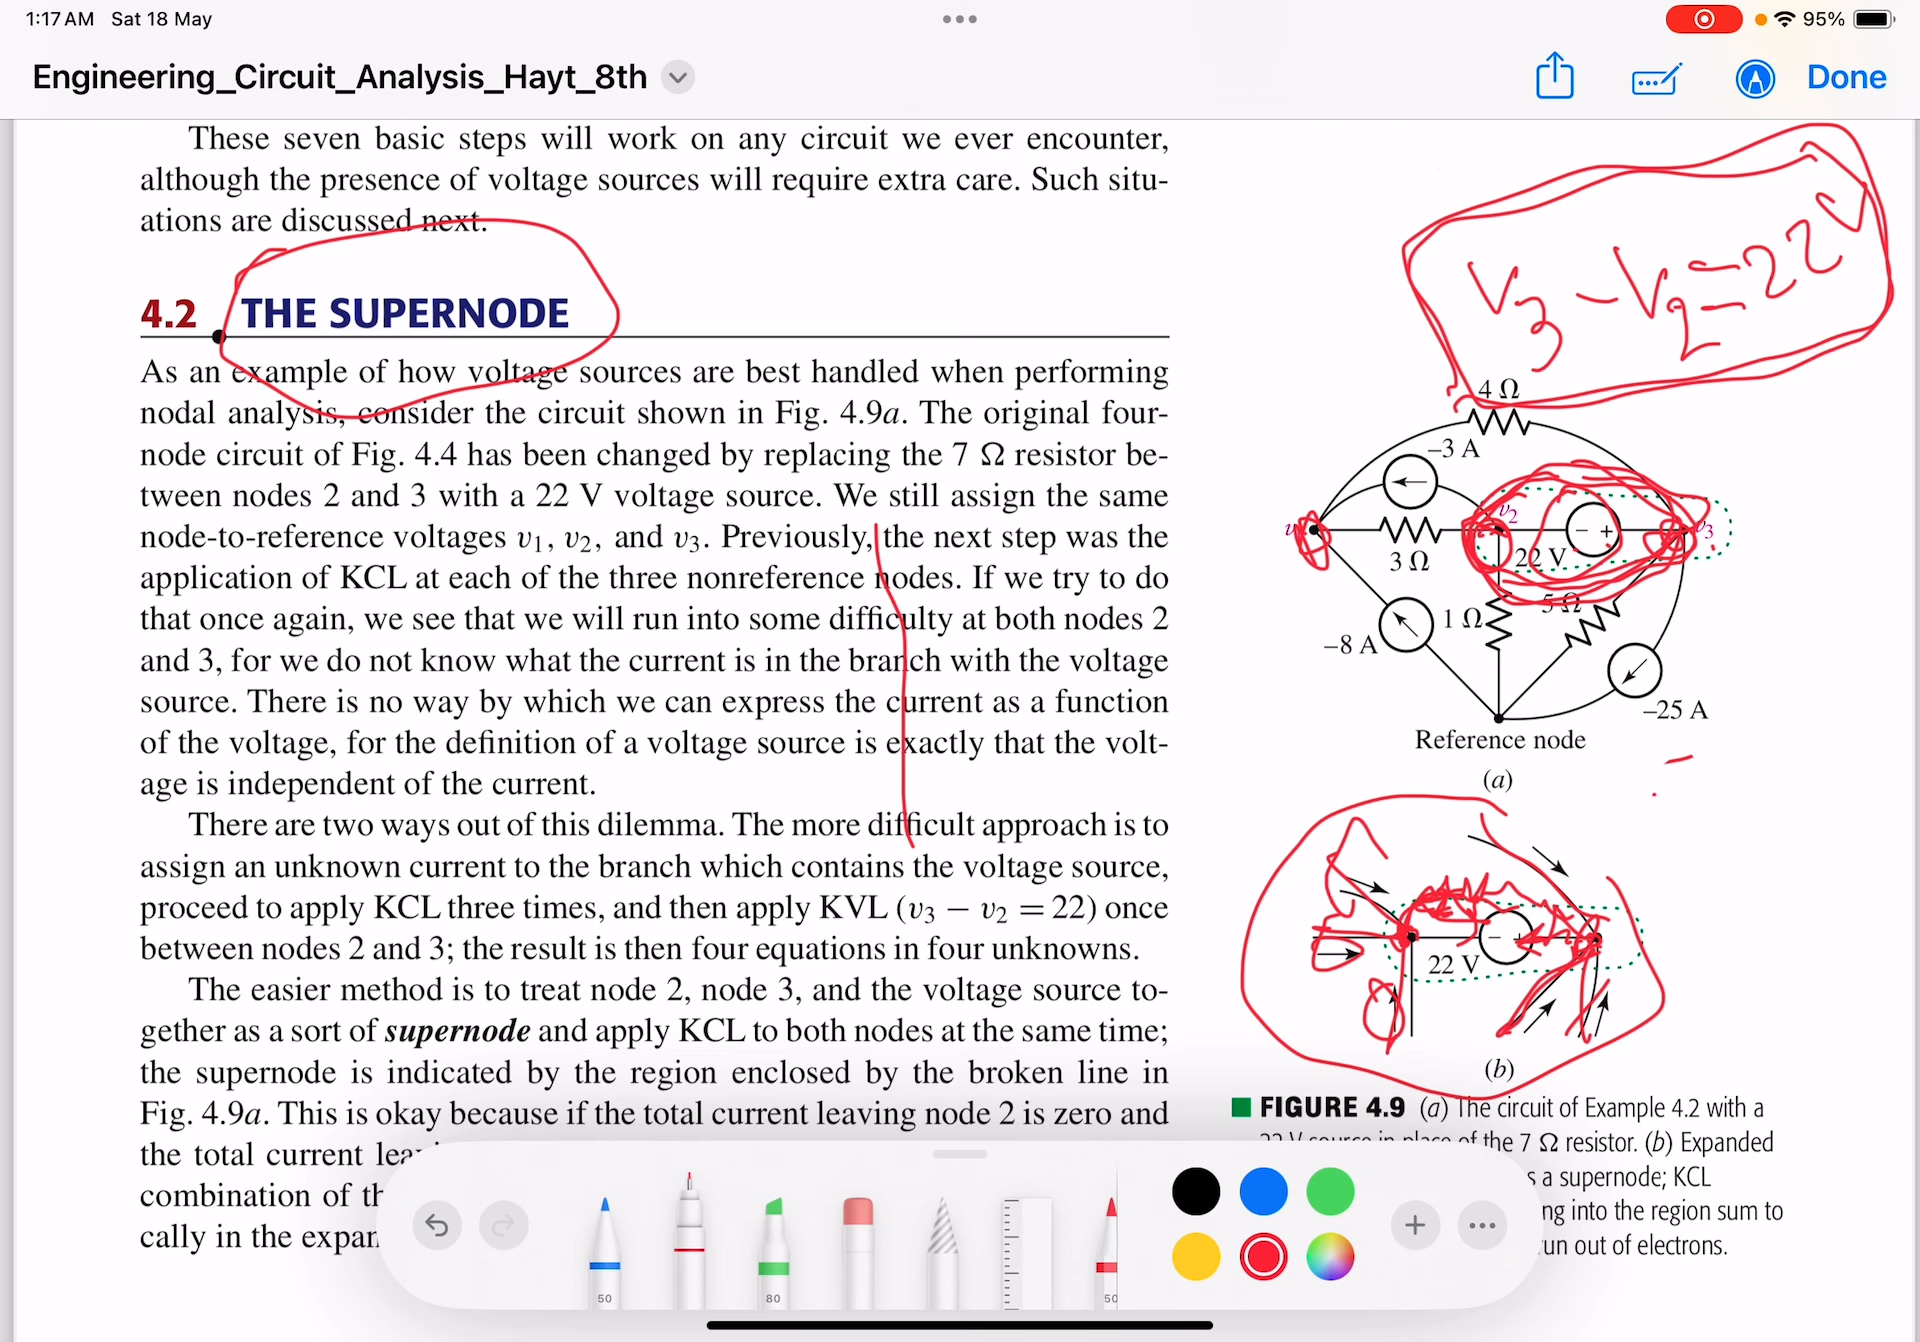 1:17 AM Sat 18 May
95%
Engineering_Circuit_Analysis_Hayt_8th
Done
These seven basic steps will work on any circuit we ever encounter,
although the presence of voltage sources will require extra care. Such situ-
ations are discussed next.
4.2 THE SUPERNODE
As an example of how voltage sources are best handled when performing
nodal analysis, consider the circuit shown in Fig. 4.9a. The original four-
node circuit of Fig. 4.4 has been changed by replacing the 7 Ω resistor be-
tween nodes 2 and 3 with a 22 V voltage source. We still assign the same
node-to-reference voltages v₁, v₂, and v₃. Previously, the next step was the
application of KCL at each of the three nonreference nodes. If we try to do
that once again, we see that we will run into some difficulty at both nodes 2
and 3, for we do not know what the current is in the branch with the voltage
source. There is no way by which we can express the current as a function
of the voltage, for the definition of a voltage source is exactly that the volt-
age is independent of the current.
There are two ways out of this dilemma. The more difficult approach is to
assign an unknown current to the branch which contains the voltage source,
proceed to apply KCL three times, and then apply KVL (v₃ − v₂ = 22) once
between nodes 2 and 3; the result is then four equations in four unknowns.
The easier method is to treat node 2, node 3, and the voltage source to-
gether as a sort of supernode and apply KCL to both nodes at the same time;
the supernode is indicated by the region enclosed by the broken line in
Fig. 4.9a. This is okay because if the total current leaving node 2 is zero and
the total current
combination of
cally in the
V₃ − V₂ = 22V
4 Ω
–3 A
v₂
v₃
3 Ω
22 V
− +
5 Ω
1 Ω
–8 A
–25 A
Reference node
(a)
22 V
− +
(b)
FIGURE 4.9 (a) The circuit of Example 4.2 with a
22 V source in place of the 7 Ω resistor. (b) Expanded
s a supernode; KCL
into the region sum to
out of electrons.
50
80
50